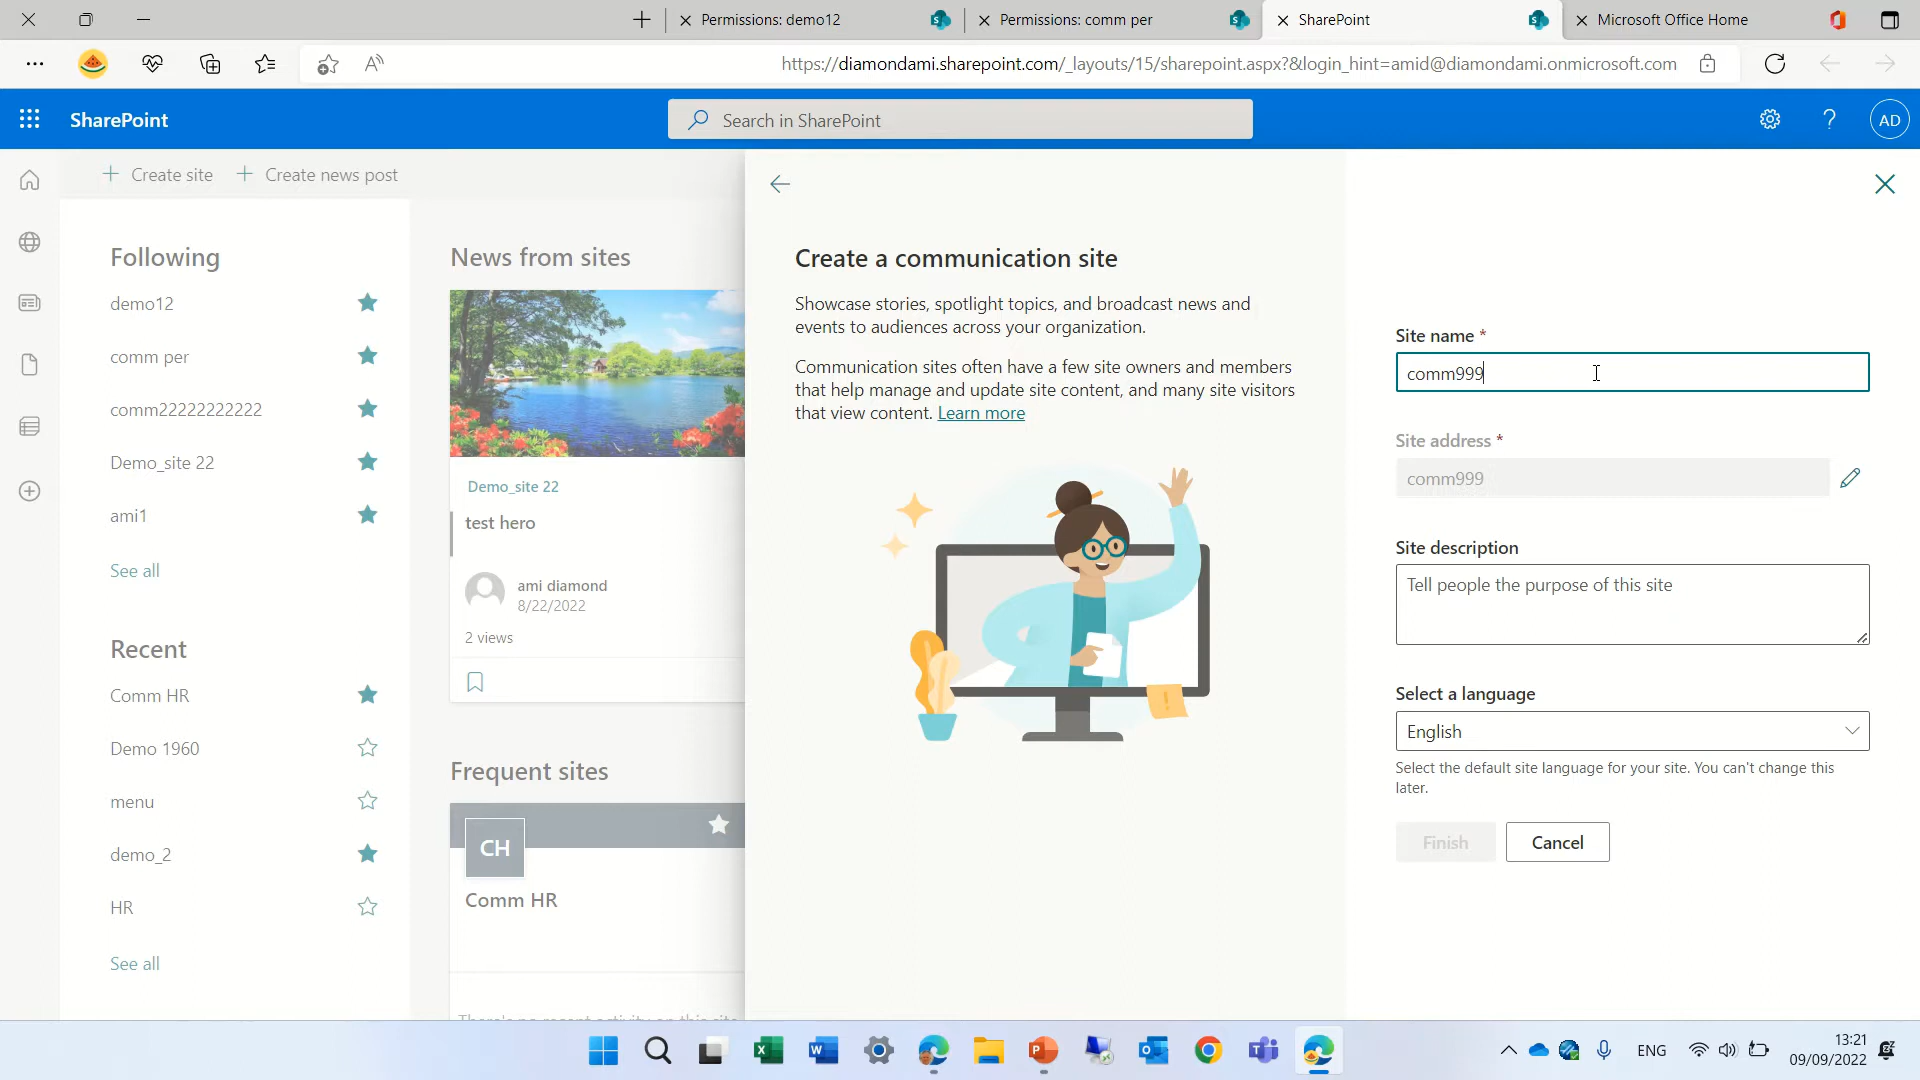 Permissions: demo12
Permissions: comm per
SharePoint
Microsoft Office Home
https://diamondami.sharepoint.com/_layouts/15/sharepoint.aspx?&login_hint=amid@diamondami.onmicrosoft.com
SharePoint
Search in SharePoint
?
AD
Create site
Create news post
Following
demo12
comm per
comm22222222222
Demo_site 22
ami1
See all
Recent
Comm HR
Demo 1960
menu
demo_2
HR
See all
News from sites
Demo_site 22
test hero
ami diamond
8/22/2022
2 views
Frequent sites
CH
Comm HR
There's no recent activity on this site
Create a communication site
Showcase stories, spotlight topics, and broadcast news and
events to audiences across your organization.
Communication sites often have a few site owners and members
that help manage and update site content, and many site visitors
that view content. Learn more
Site name *
comm999
Site address *
comm999
Site description
Tell people the purpose of this site
Select a language
English
Select the default site language for your site. You can't change this
later.
Finish
Cancel
ENG
13:21
09/09/2022